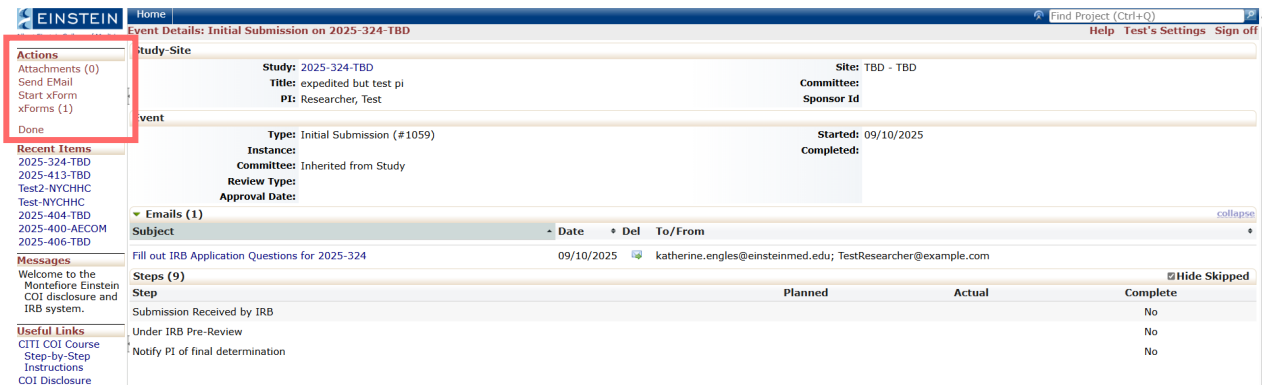 EINSTEIN
Home
Find Project (Ctrl+Q)
Event Details: Initial Submission on 2025-324-TBD
Help Test's Settings Sign off
Actions
Attachments (0)
Send EMail
Start xForm
xForms (1)
Done
Recent Items
2025-324-TBD
2025-413-TBD
Test2-NYCHHC
Test-NYCHHC
2025-404-TBD
2025-400-AECOM
2025-406-TBD
Messages
Welcome to the
Montefiore Einstein
COI disclosure and
IRB system.
Useful Links
CITI COI Course
Step-by-Step
Instructions
COI Disclosure
Study-Site
Study: 2025-324-TBD Site: TBD - TBD
Title: expedited but test pi Committee:
PI: Researcher, Test Sponsor Id
Event
Type: Initial Submission (#1059) Started: 09/10/2025
Instance: Completed:
Committee: Inherited from Study
Review Type:
Approval Date:
Emails (1) collapse
Subject Date Del To/From
Fill out IRB Application Questions for 2025-324 09/10/2025 katherine.engles@einsteinmed.edu; TestResearcher@example.com
Steps (9) Hide Skipped
Step Planned Actual Complete
Submission Received by IRB No
Under IRB Pre-Review No
Notify PI of final determination No